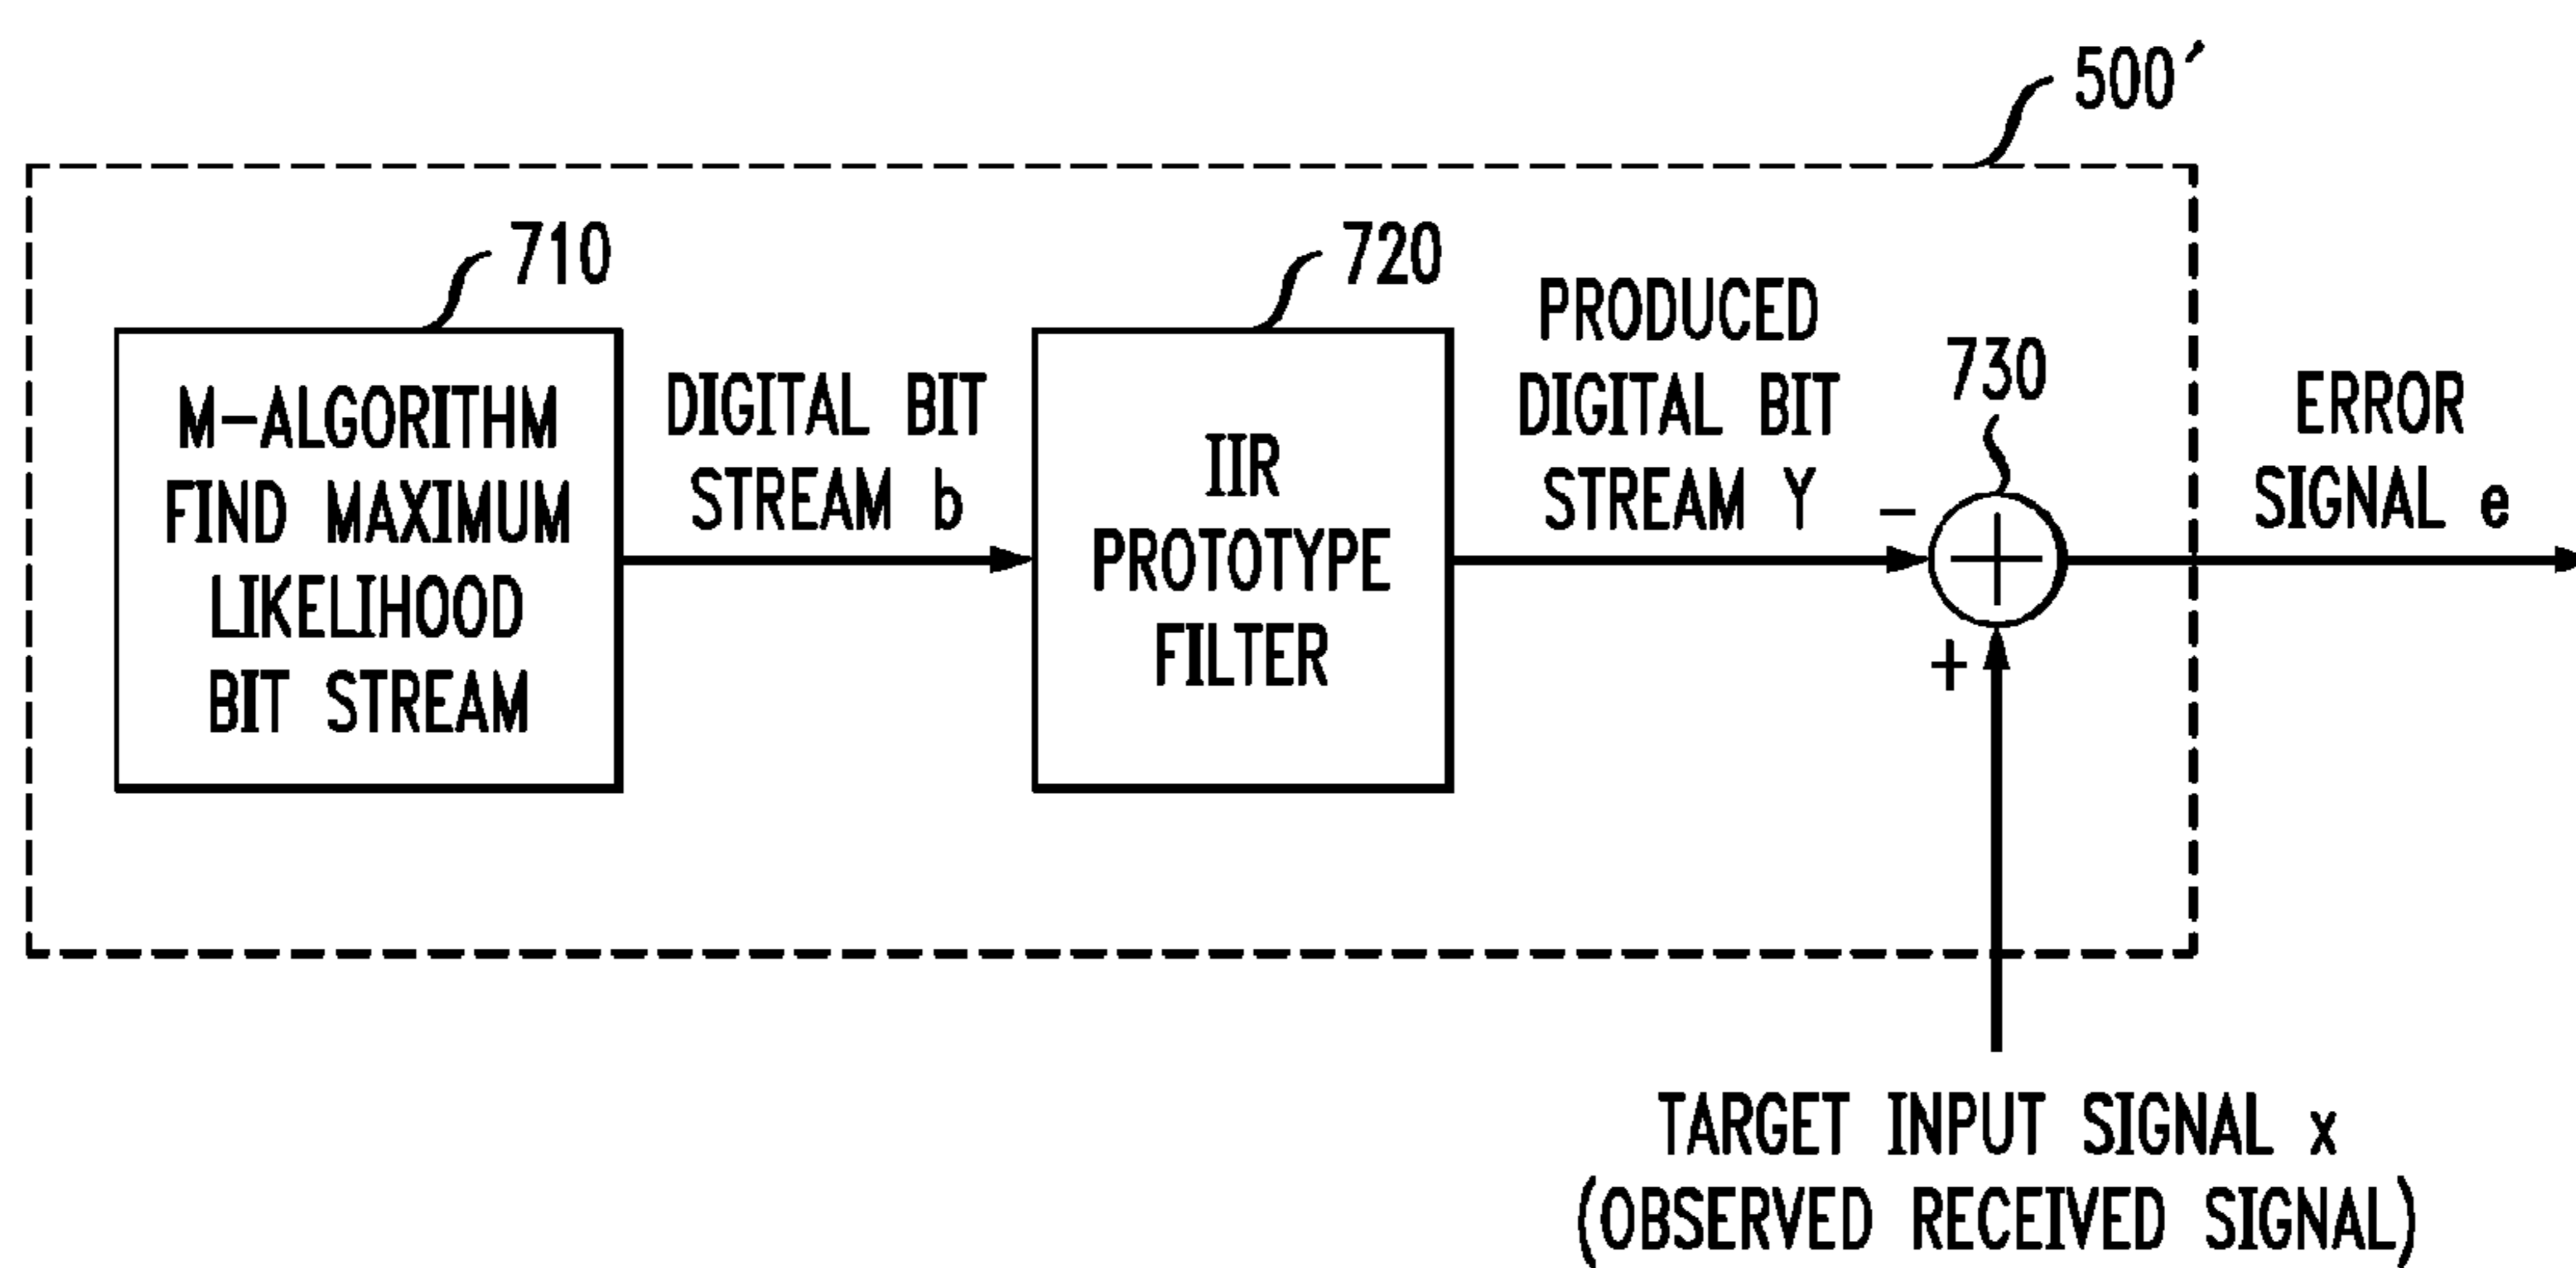 500′
710
M-ALGORITHM
FIND MAXIMUM
LIKELIHOOD
BIT STREAM
DIGITAL BIT
STREAM b
720
IIR
PROTOTYPE
FILTER
PRODUCED
DIGITAL BIT
STREAM Y
730
−
+
ERROR
SIGNAL e
TARGET INPUT SIGNAL x
(OBSERVED RECEIVED SIGNAL)